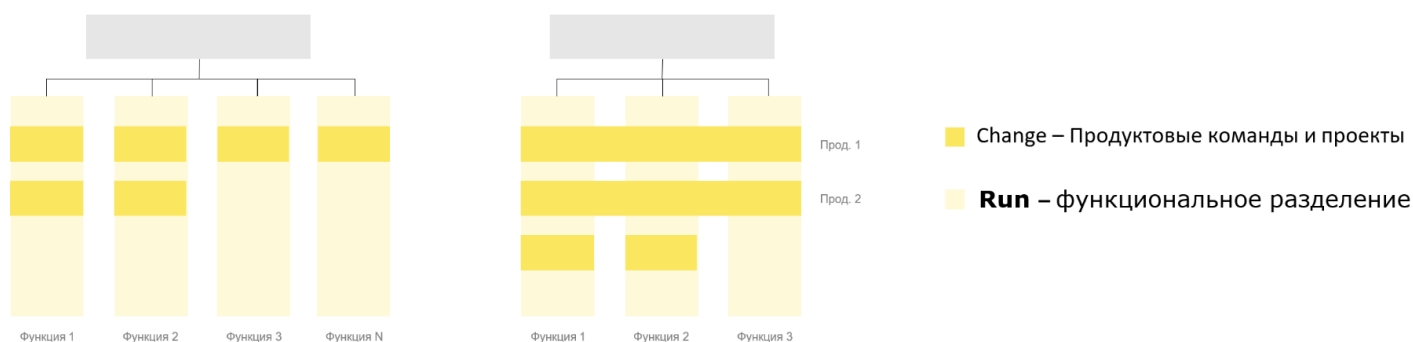 Прод. 1
Прод. 2
Change – Продуктовые команды и проекты
Run – функциональное разделение
Функция 1
Функция 2
Функция 3
Функция N
Функция 1
Функция 2
Функция 3